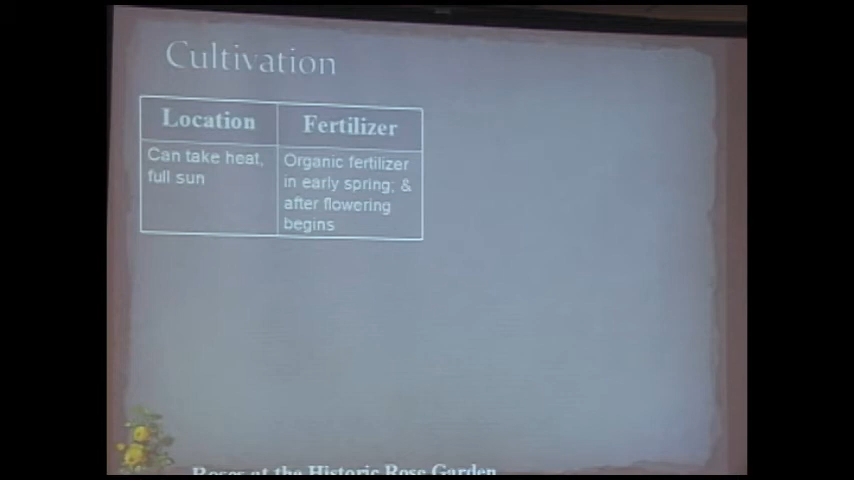 Cultivation
Location
Fertilizer
Can take heat,
full sun
Organic fertilizer
in early spring; &
after flowering
begins
Roses at the Historic Rose Garden